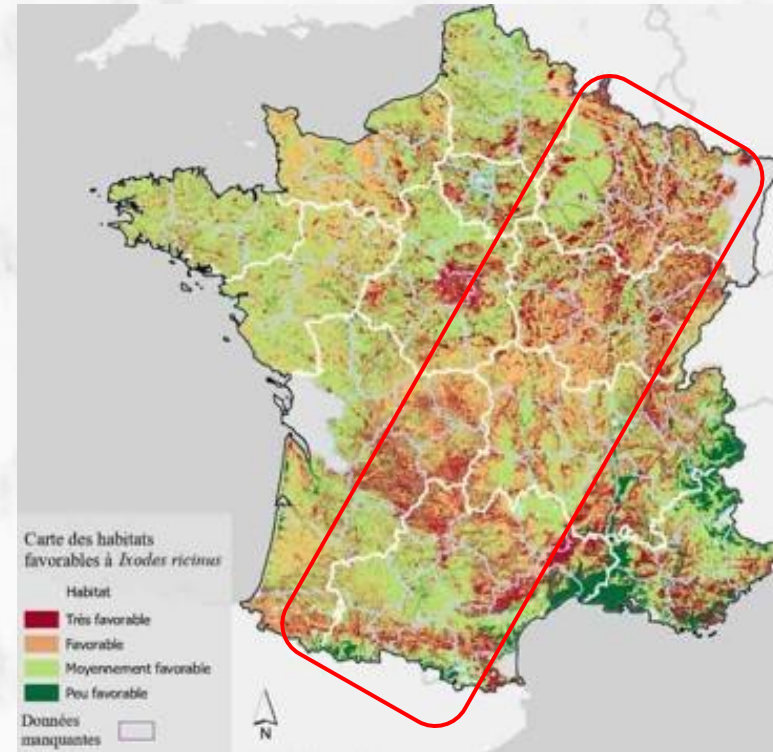 Carte des habitats
favorables à Ixodes ricinus
Habitat
Très favorable
Favorable
Moyennement favorable
Peu favorable
Données
manquantes
N